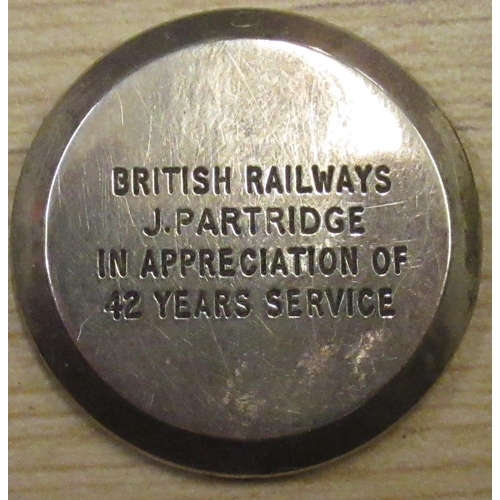 BRITISH RAILWAYS
J.PARTRIDGE
IN APPRECIATION OF
42 YEARS SERVICE